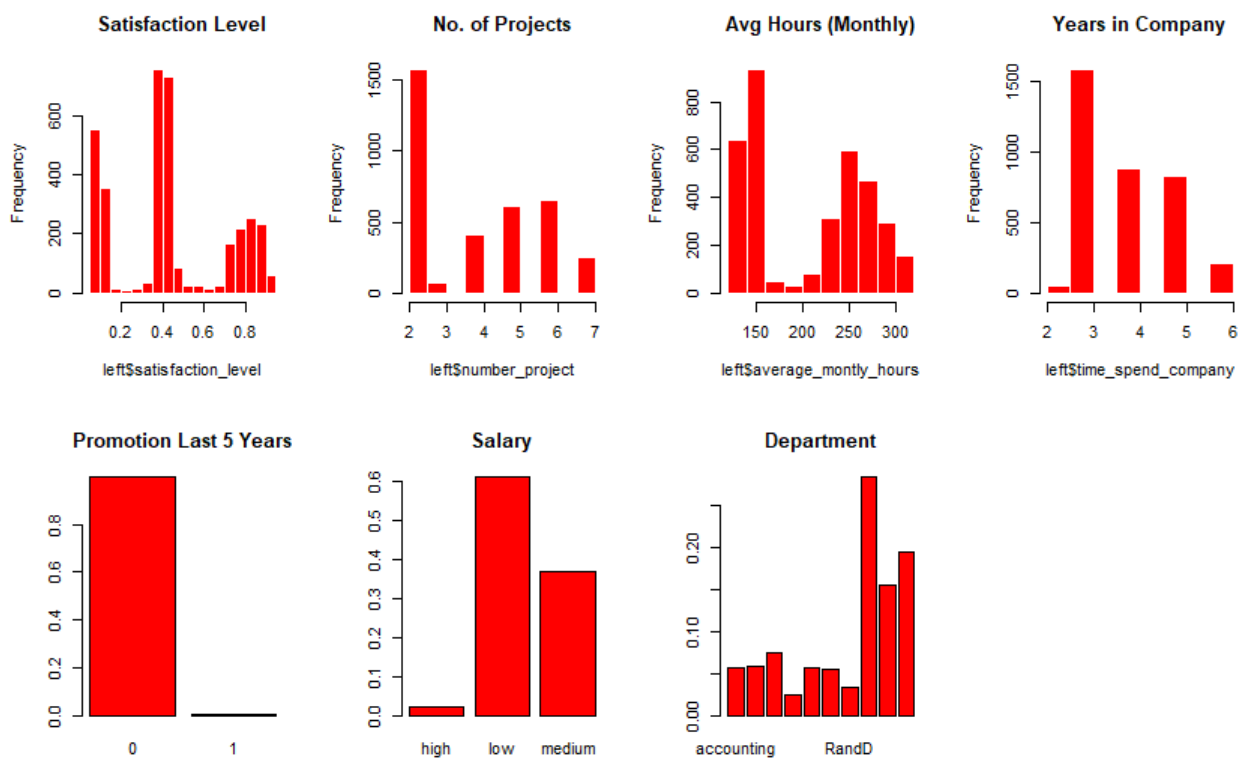 Satisfaction Level
Frequency
0 200 400 600
0.2 0.4 0.6 0.8
left$satisfaction_level
No. of Projects
Frequency
0 500 1000 1500
2 3 4 5 6 7
left$number_project
Avg Hours (Monthly)
Frequency
0 200 400 600 800
150 200 250 300
left$average_montly_hours
Years in Company
Frequency
0 500 1000 1500
2 3 4 5 6
left$time_spend_company
Promotion Last 5 Years
0.0 0.2 0.4 0.6 0.8
0 1
Salary
0.0 0.1 0.2 0.3 0.4 0.5 0.6
high low medium
Department
0.00 0.10 0.20
accounting RandD